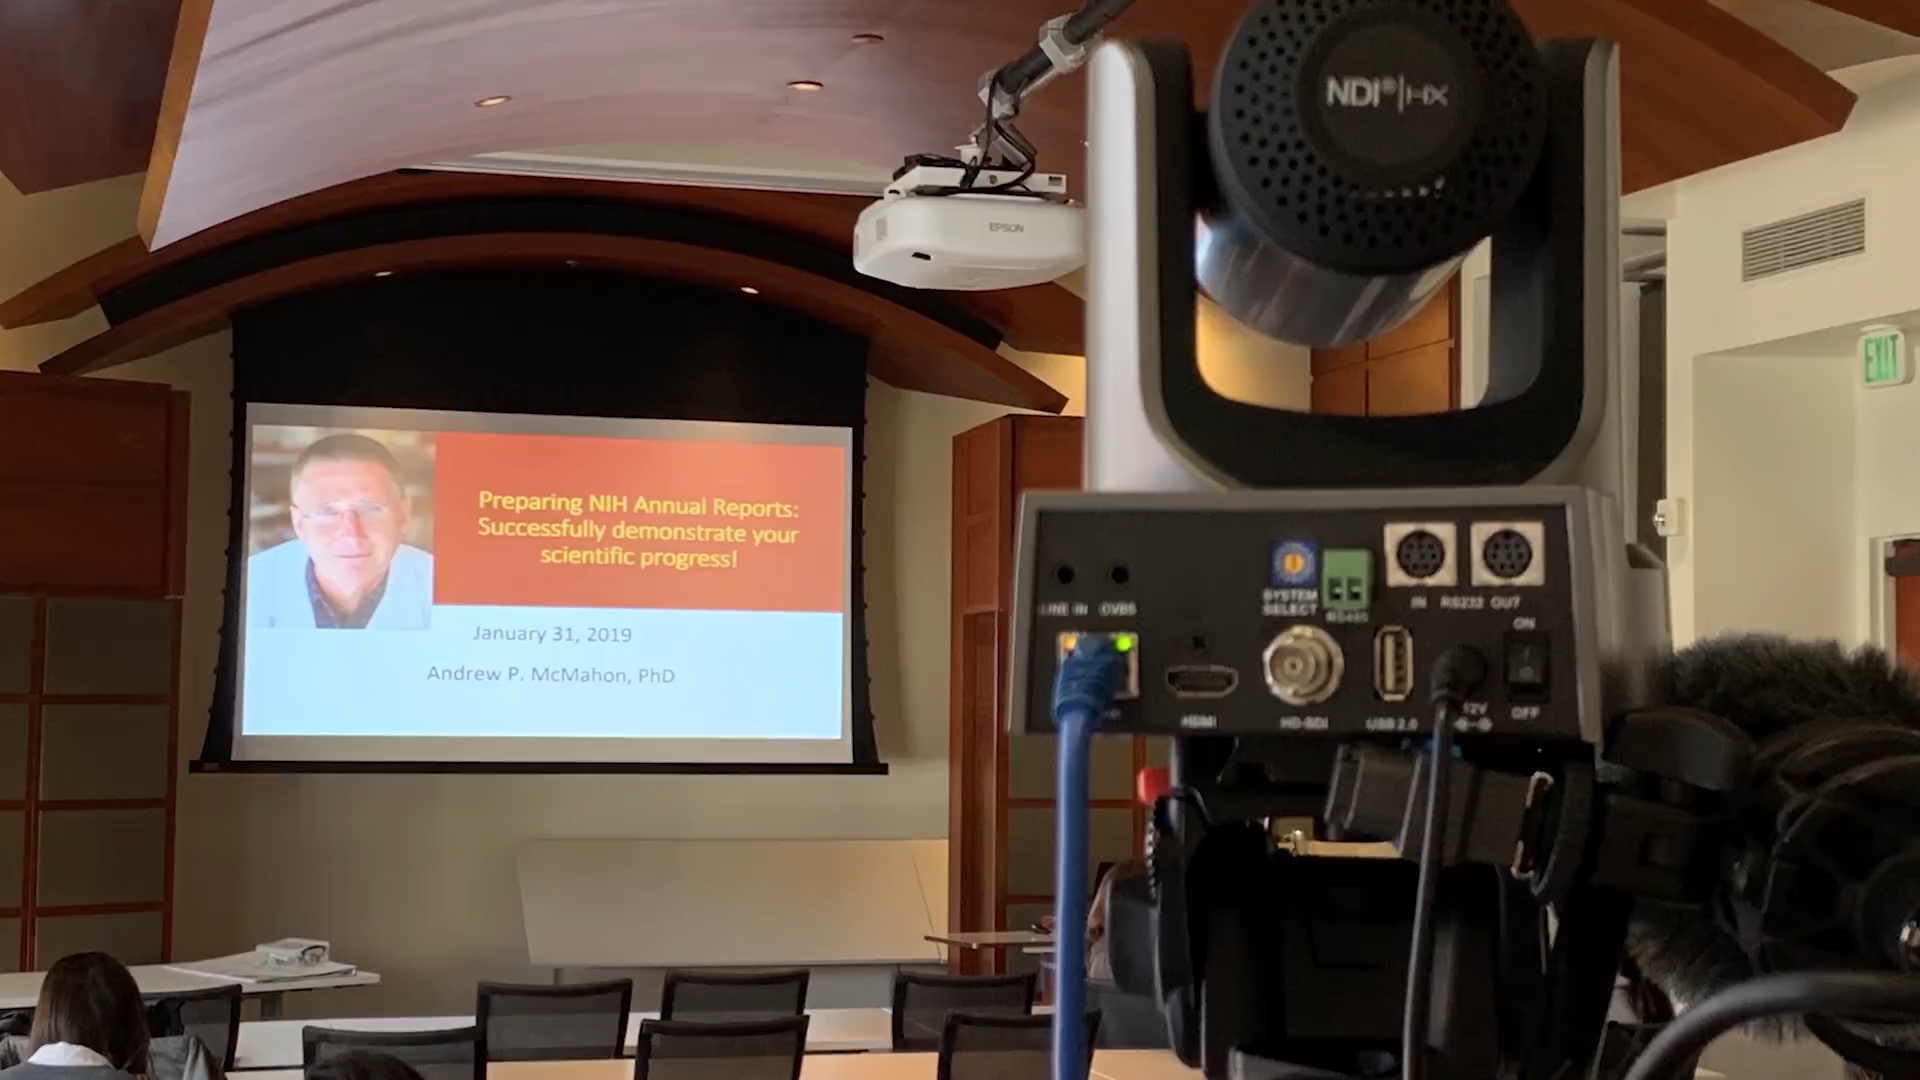 NDI®|HX
EPSON
EXIT
Preparing NIH Annual Reports:
Successfully demonstrate your
scientific progress!
January 31, 2019
Andrew P. McMahon, PhD
LINE IN CVBS
SYSTEM
SELECT
RS485
IN RS232 OUT
ON
HDMI
HD-SDI
USB 2.0
12V
OFF